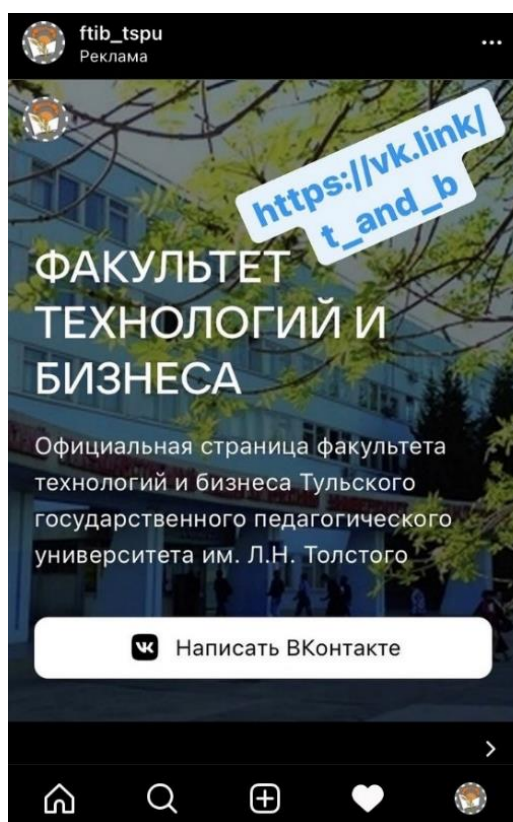 ftib_tspu
Реклама
https://vk.link/
t_and_b
ФАКУЛЬТЕТ
ТЕХНОЛОГИЙ И
БИЗНЕСА
Официальная страница факультета
технологий и бизнеса Тульского
государственного педагогического
университета им. Л.Н. Толстого
Написать ВКонтакте